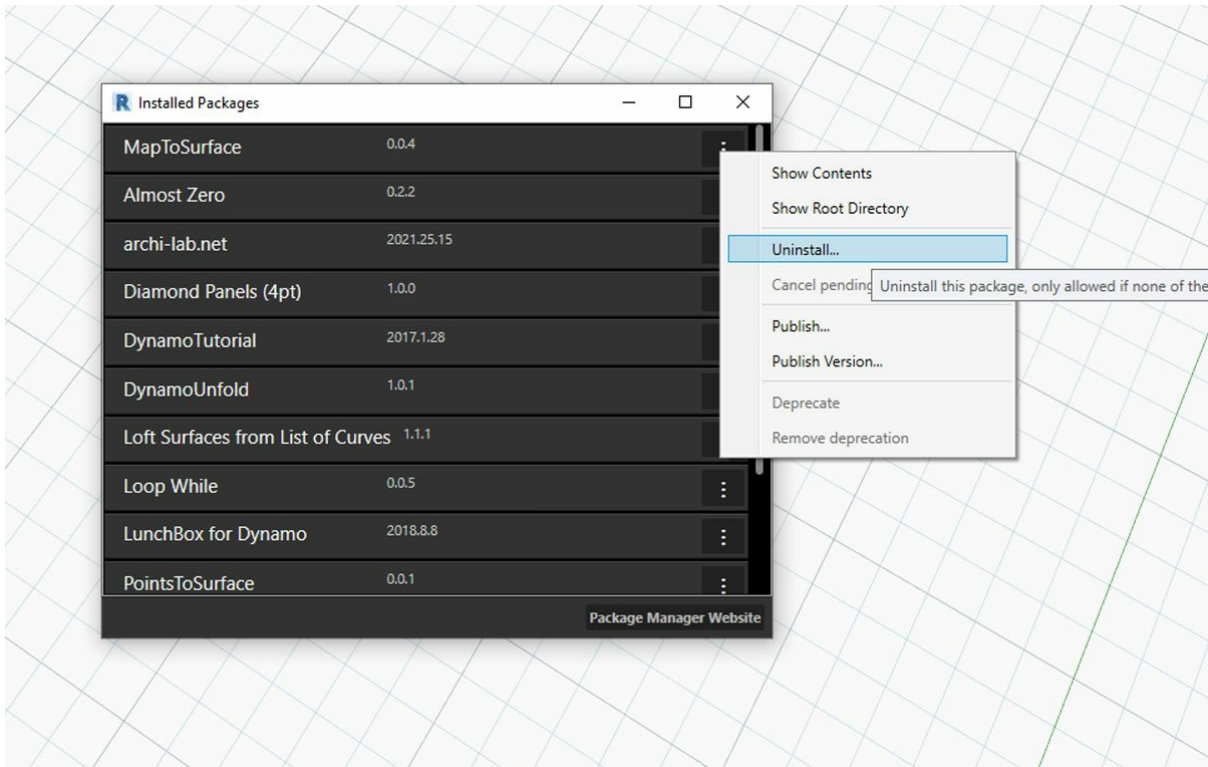 R Installed Packages
MapToSurface 0.0.4
Almost Zero 0.2.2
archi-lab.net 2021.25.15
Diamond Panels (4pt) 1.0.0
DynamoTutorial 2017.1.28
DynamoUnfold 1.0.1
Loft Surfaces from List of Curves 1.1.1
Loop While 0.0.5
LunchBox for Dynamo 2018.8.8
PointsToSurface 0.0.1
Package Manager Website
Show Contents
Show Root Directory
Uninstall...
Cancel pending
Uninstall this package, only allowed if none of the
Publish...
Publish Version...
Deprecate
Remove deprecation